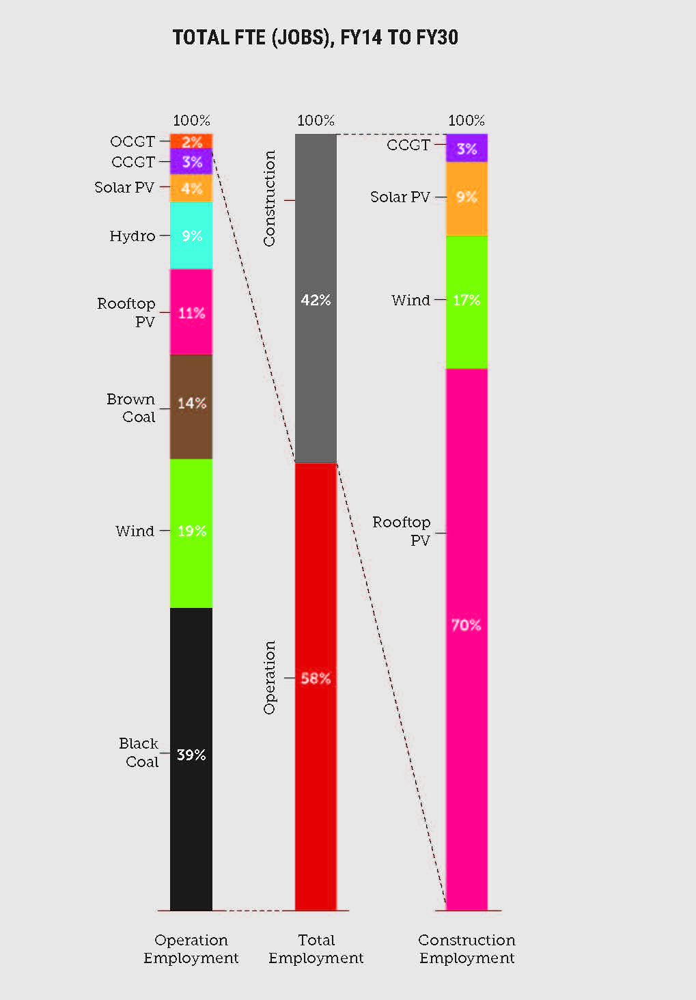 TOTAL FTE (JOBS), FY14 TO FY30
100%
OCGT
2%
CCGT
3%
Solar PV
4%
Hydro
9%
Rooftop
PV
11%
Brown
Coal
14%
Wind
19%
Black
Coal
39%
Operation
Employment
100%
Construction
42%
Operation
58%
Total
Employment
100%
CCGT
3%
Solar PV
9%
Wind
17%
Rooftop
PV
70%
Construction
Employment